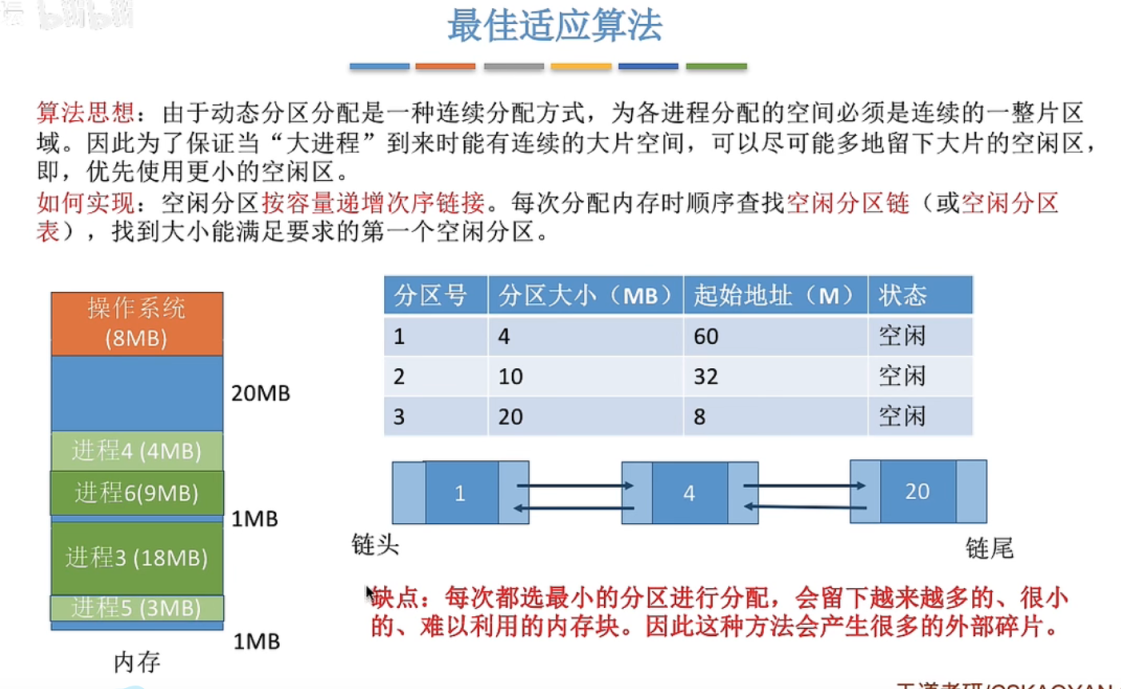 最佳适应算法
算法思想：由于动态分区分配是一种连续分配方式，为各进程分配的空间必须是连续的一整片区
域。因此为了保证当“大进程”到来时能有连续的大片空间，可以尽可能多地留下大片的空闲区，
即，优先使用更小的空闲区。
如何实现：空闲分区按容量递增次序链接。每次分配内存时顺序查找空闲分区链（或空闲分区
表），找到大小能满足要求的第一个空闲分区。
操作系统
(8MB)
20MB
进程4 (4MB)
进程6(9MB)
1MB
进程3 (18MB)
进程5 (3MB)
1MB
内存
分区号 分区大小（MB） 起始地址（M） 状态
1 4 60 空闲
2 10 32 空闲
3 20 8 空闲
1 4 20
链头 链尾
缺点：每次都选最小的分区进行分配，会留下越来越多的、很小
的、难以利用的内存块。因此这种方法会产生很多的外部碎片。